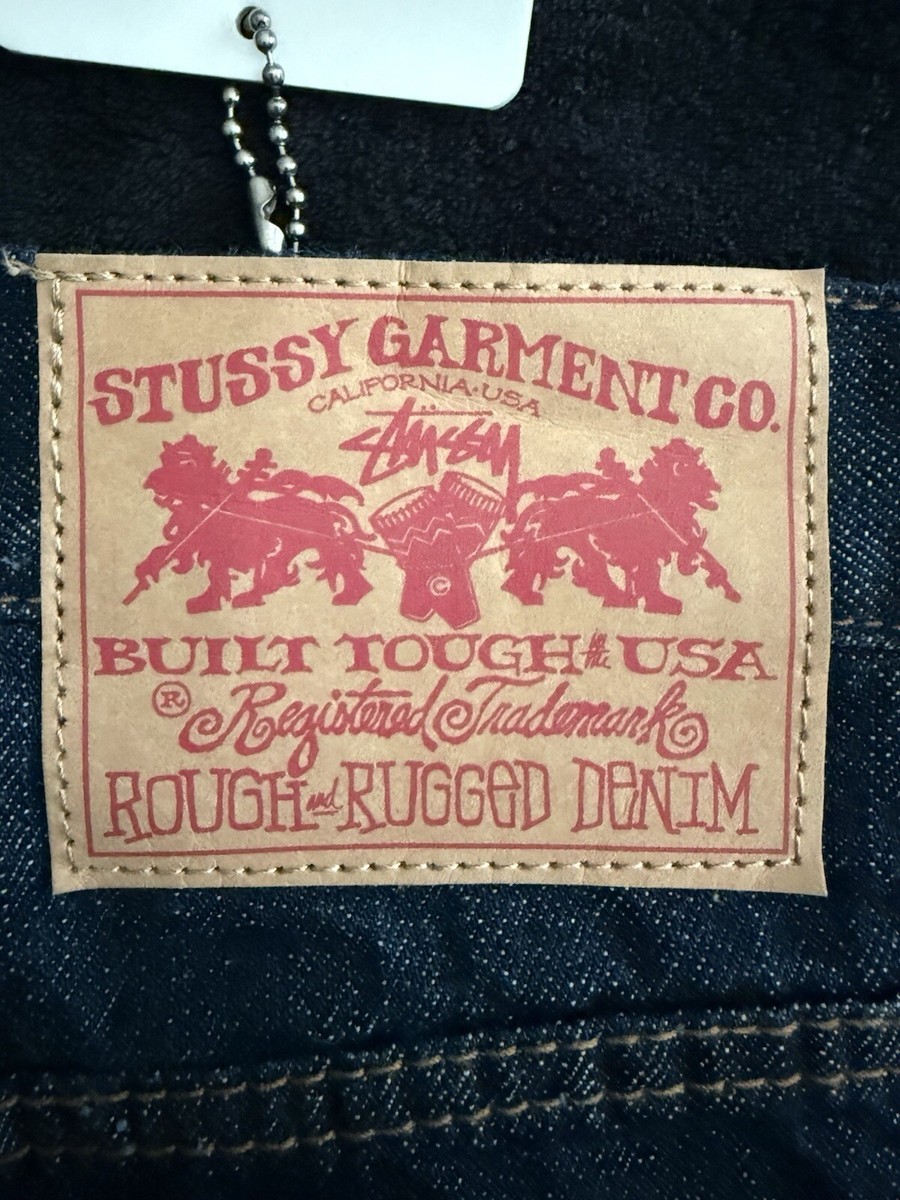 STUSSY GARMENT CO.
CALIFORNIA·USA
Stüssy
BUILT TOUGH in the USA
® Registered Trademark
ROUGH and RUGGED DENIM